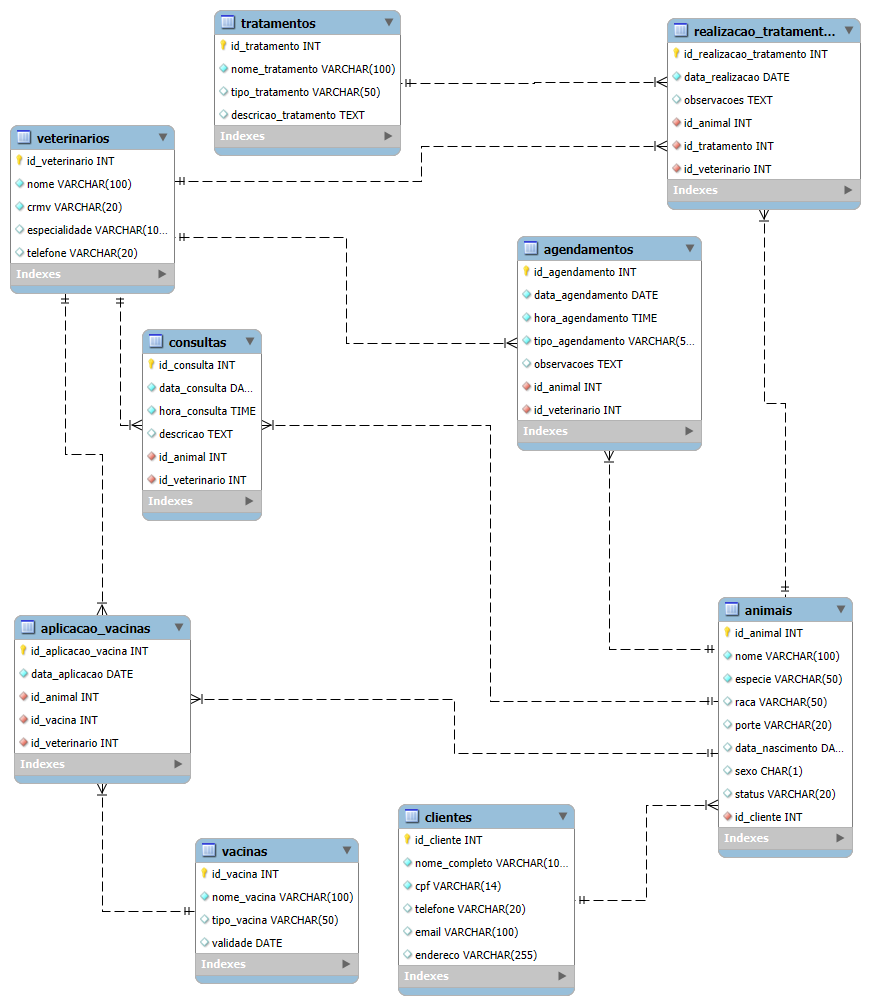 tratamentos
id_tratamento INT
nome_tratamento VARCHAR(100)
tipo_tratamento VARCHAR(50)
descricao_tratamento TEXT
Indexes
realizacao_tratament...
id_realizacao_tratamento INT
data_realizacao DATE
observacoes TEXT
id_animal INT
id_tratamento INT
id_veterinario INT
Indexes
veterinarios
id_veterinario INT
nome VARCHAR(100)
crmv VARCHAR(20)
especialidade VARCHAR(10...
telefone VARCHAR(20)
Indexes
agendamentos
id_agendamento INT
data_agendamento DATE
hora_agendamento TIME
tipo_agendamento VARCHAR(5...
observacoes TEXT
id_animal INT
id_veterinario INT
Indexes
consultas
id_consulta INT
data_consulta DA...
hora_consulta TIME
descricao TEXT
id_animal INT
id_veterinario INT
Indexes
aplicacao_vacinas
id_aplicacao_vacina INT
data_aplicacao DATE
id_animal INT
id_vacina INT
id_veterinario INT
Indexes
animais
id_animal INT
nome VARCHAR(100)
especie VARCHAR(50)
raca VARCHAR(50)
porte VARCHAR(20)
data_nascimento DA...
sexo CHAR(1)
status VARCHAR(20)
id_cliente INT
Indexes
clientes
id_cliente INT
nome_completo VARCHAR(10...
cpf VARCHAR(14)
telefone VARCHAR(20)
email VARCHAR(100)
endereco VARCHAR(255)
Indexes
vacinas
id_vacina INT
nome_vacina VARCHAR(100)
tipo_vacina VARCHAR(50)
validade DATE
Indexes